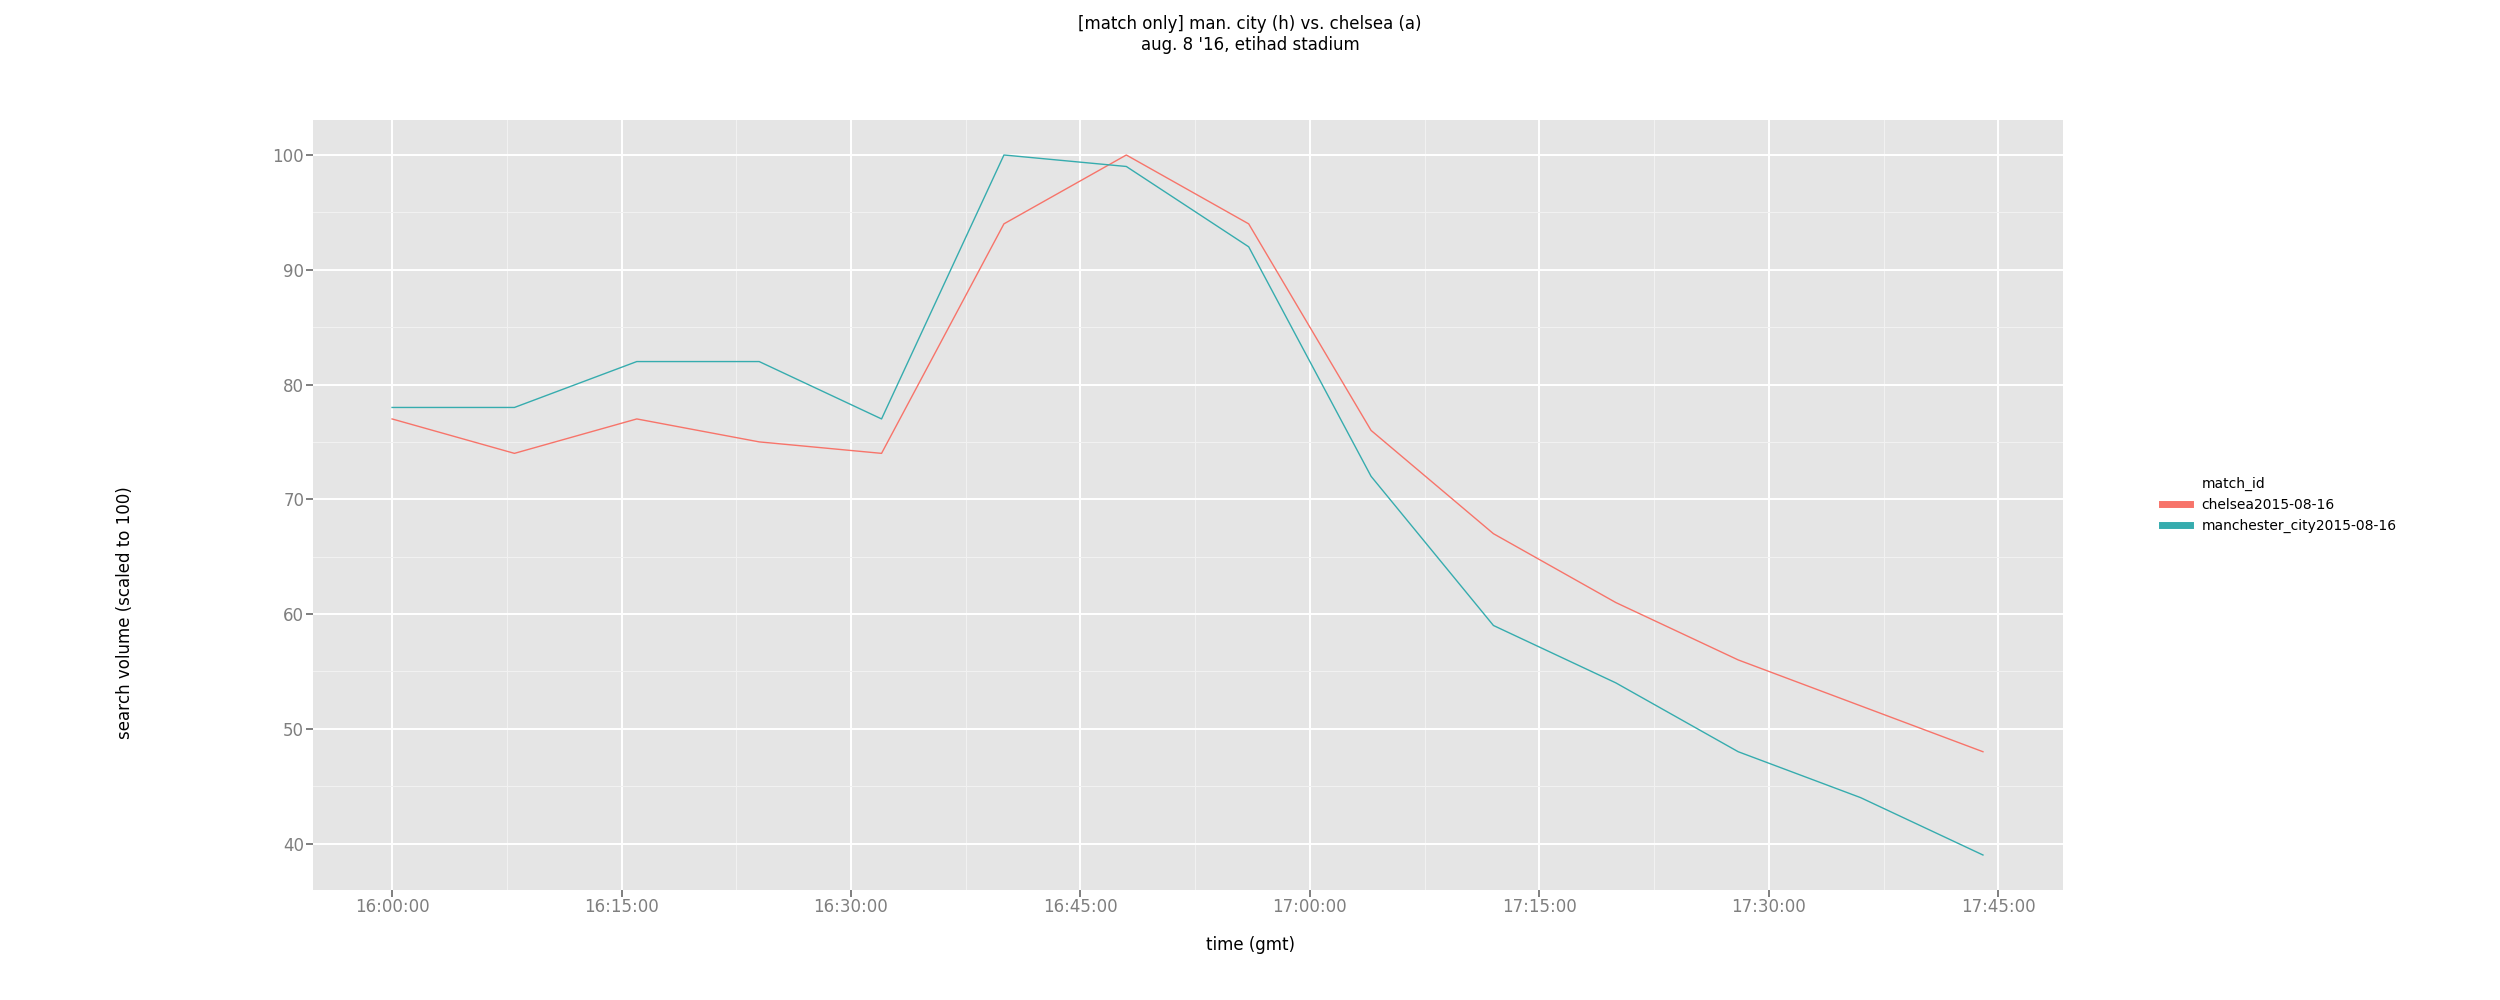 [match only] man. city (h) vs. chelsea (a)
aug. 8 '16, etihad stadium
search volume (scaled to 100)
100
90
80
70
60
50
40
16:00:00
16:15:00
16:30:00
16:45:00
17:00:00
17:15:00
17:30:00
17:45:00
time (gmt)
match_id
chelsea2015-08-16
manchester_city2015-08-16